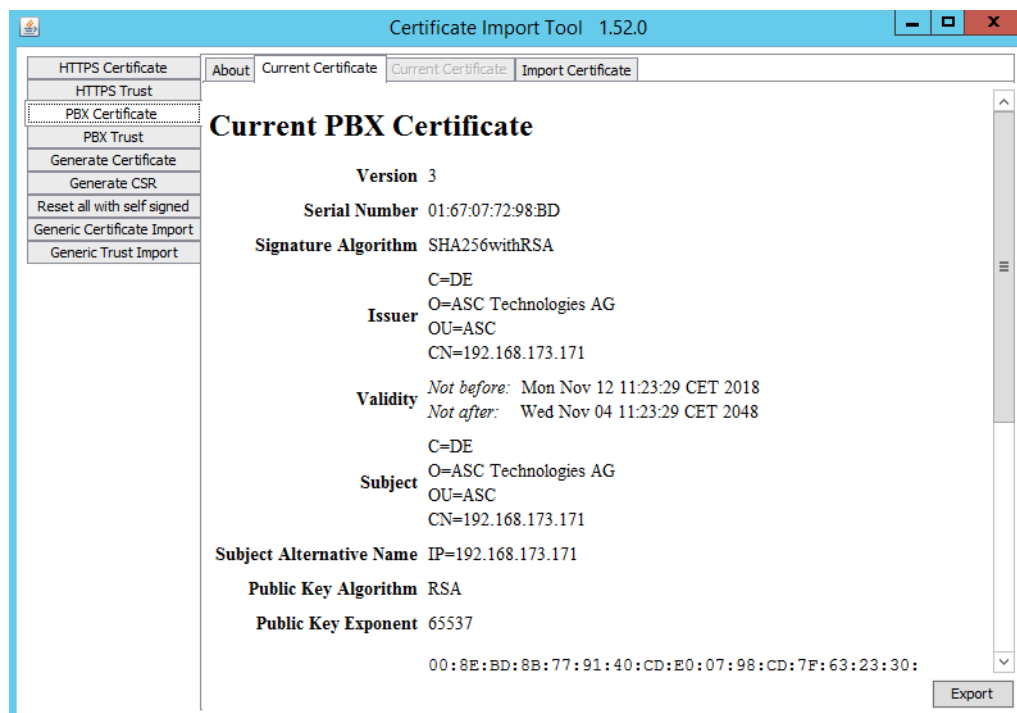 Certificate Import Tool 1.52.0
HTTPS Certificate
HTTPS Trust
PBX Certificate
PBX Trust
Generate Certificate
Generate CSR
Reset all with self signed
Generic Certificate Import
Generic Trust Import
About Current Certificate Current Certificate Import Certificate
Current PBX Certificate
Version 3
Serial Number 01:67:07:72:98:BD
Signature Algorithm SHA256withRSA
Issuer
C=DE
O=ASC Technologies AG
OU=ASC
CN=192.168.173.171
Validity
Not before: Mon Nov 12 11:23:29 CET 2018
Not after: Wed Nov 04 11:23:29 CET 2048
Subject
C=DE
O=ASC Technologies AG
OU=ASC
CN=192.168.173.171
Subject Alternative Name IP=192.168.173.171
Public Key Algorithm RSA
Public Key Exponent 65537
00:8E:BD:8B:77:91:40:CD:E0:07:98:CD:7F:63:23:30:
Export